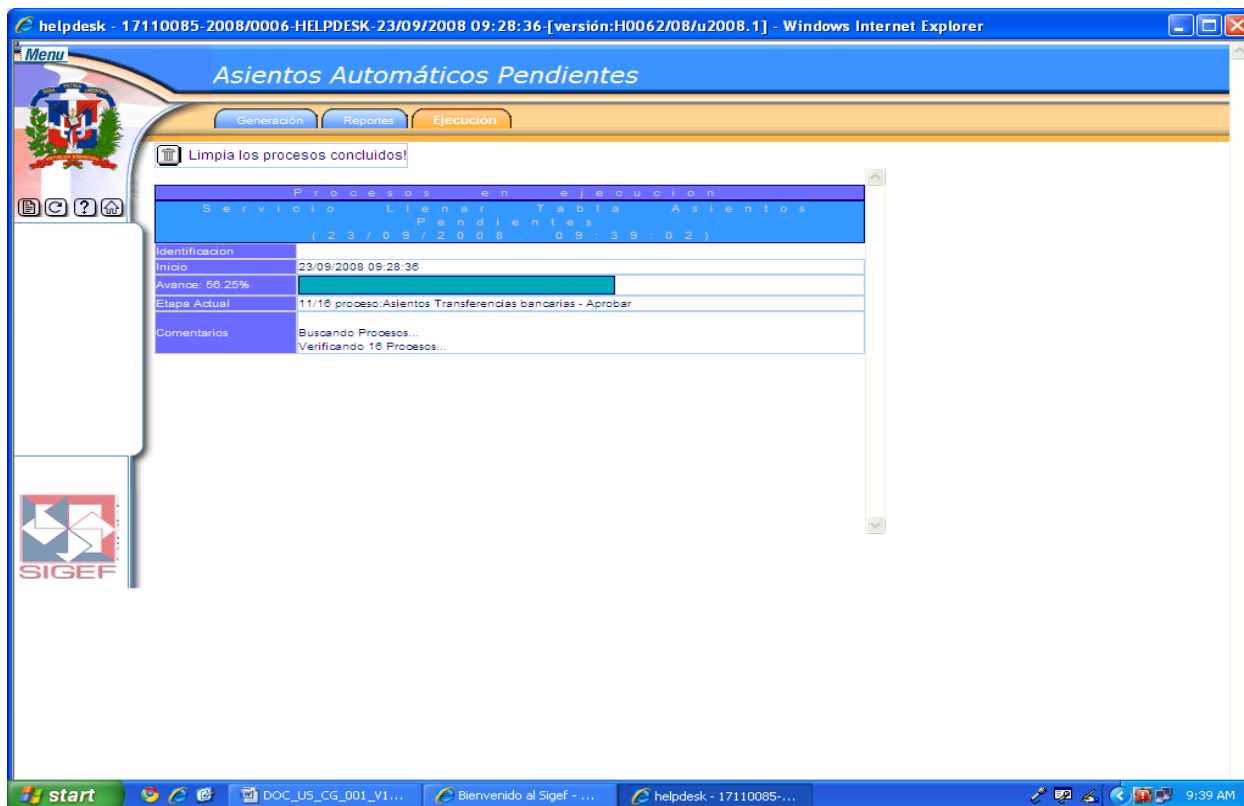 helpdesk - 17110085-2008/0006-HELPDESK-23/09/2008 09:28:36-[versión:H0062/08/u2008.1] - Windows Internet Explorer
Menu
Asientos Automáticos Pendientes
Generación Reportes Ejecución
Limpia los procesos concluidos!
Procesos en ejecucion
Servicio Llenar Tabla Asientos
Pendientes
(23/09/2008 09:39:02)
Identificacion
Inicio 23/09/2008 09:28:36
Avance: 56.25%
Etapa Actual 11/16 proceso:Asientos Transferencias bancarias - Aprobar
Comentarios Buscando Procesos...
Verificando 16 Procesos...
SIGEF
start DOC_US_CG_001_V1... Bienvenido al Sigef - ... helpdesk - 17110085-... 9:39 AM